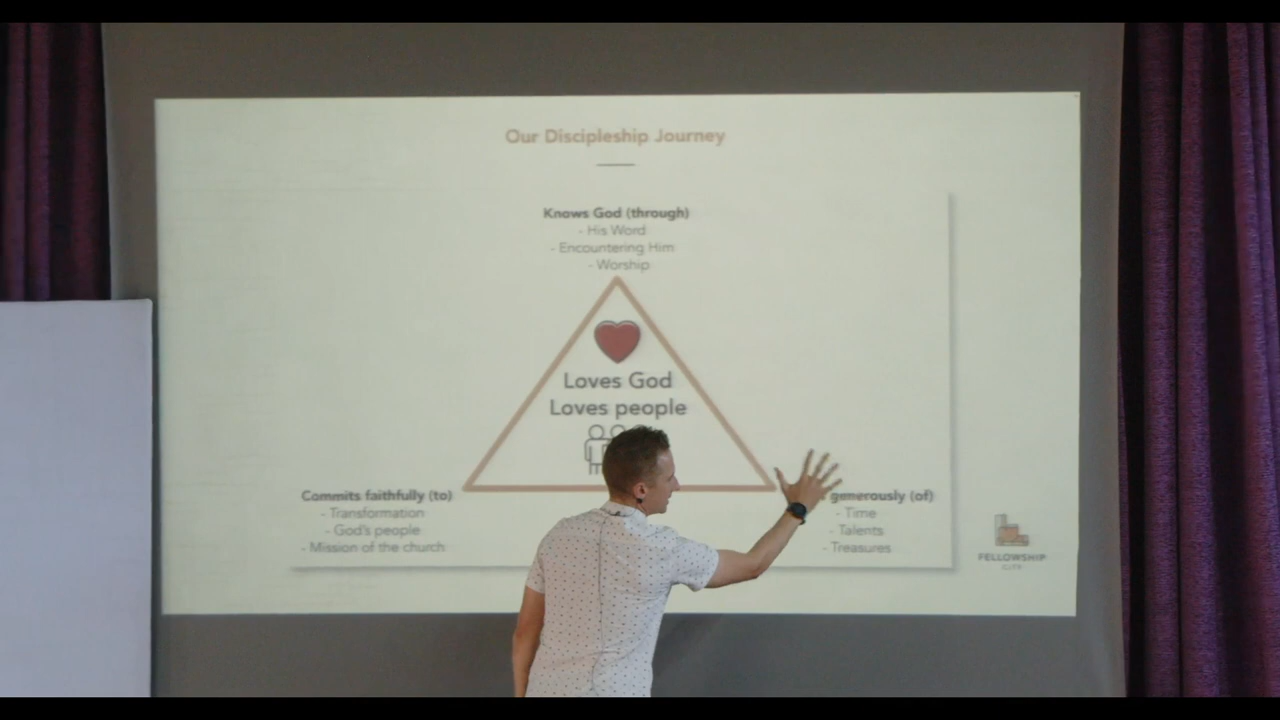 Our Discipleship Journey
Knows God (through)
- His Word
- Encountering Him
- Worship
Loves God
Loves people
Commits faithfully (to)
- Transformation
- God's people
- Mission of the church
generously (of)
- Time
- Talents
- Treasures
FELLOWSHIP
CITY